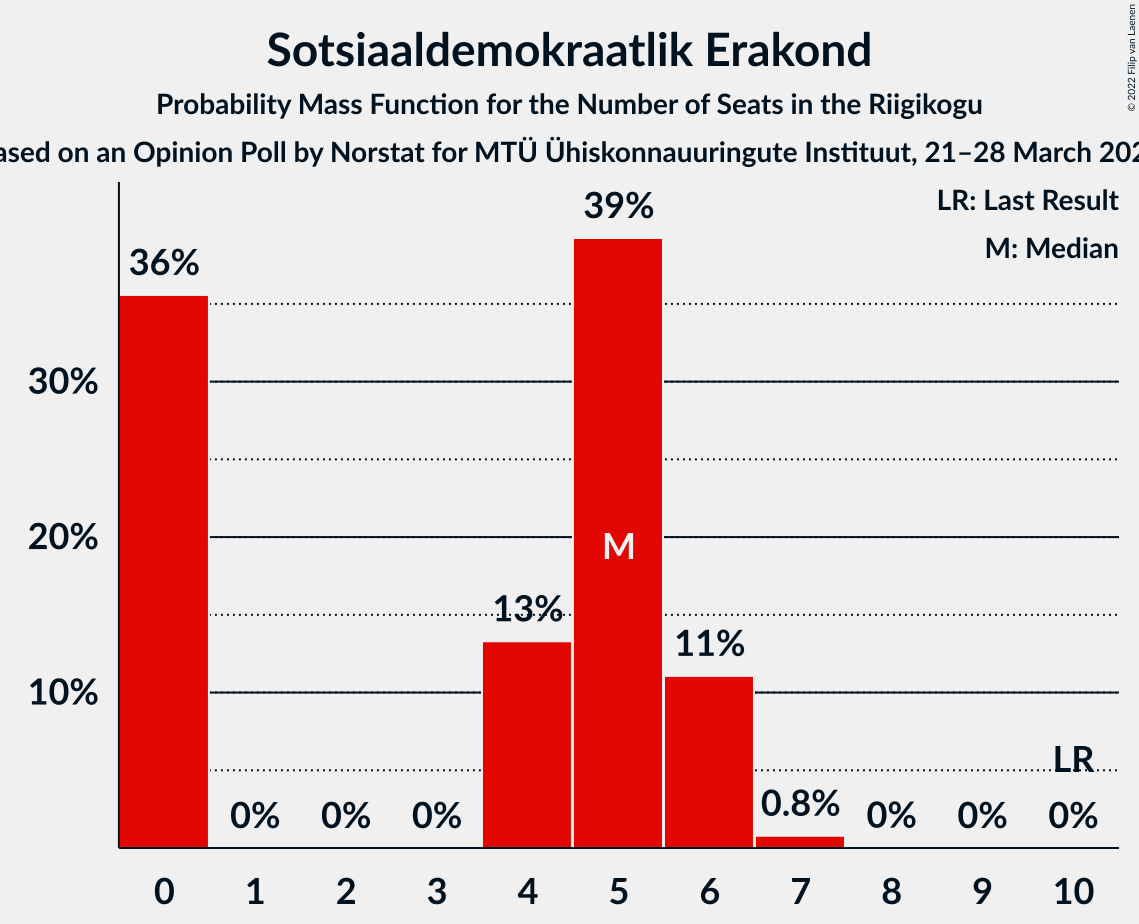 Sotsiaaldemokraatlik Erakond
Probability Mass Function for the Number of Seats in the Riigikogu
ased on an Opinion Poll by Norstat for MTÜ Ühiskonnauuringute Instituut, 21–28 March 202
© 2022 Filip van Laenen
LR: Last Result
M: Median
39%
36%
30%
20%
M
13%
11%
10%
LR
0% 0% 0% 0.8% 0% 0% 0%
0 1 2 3 4 5 6 7 8 9 10